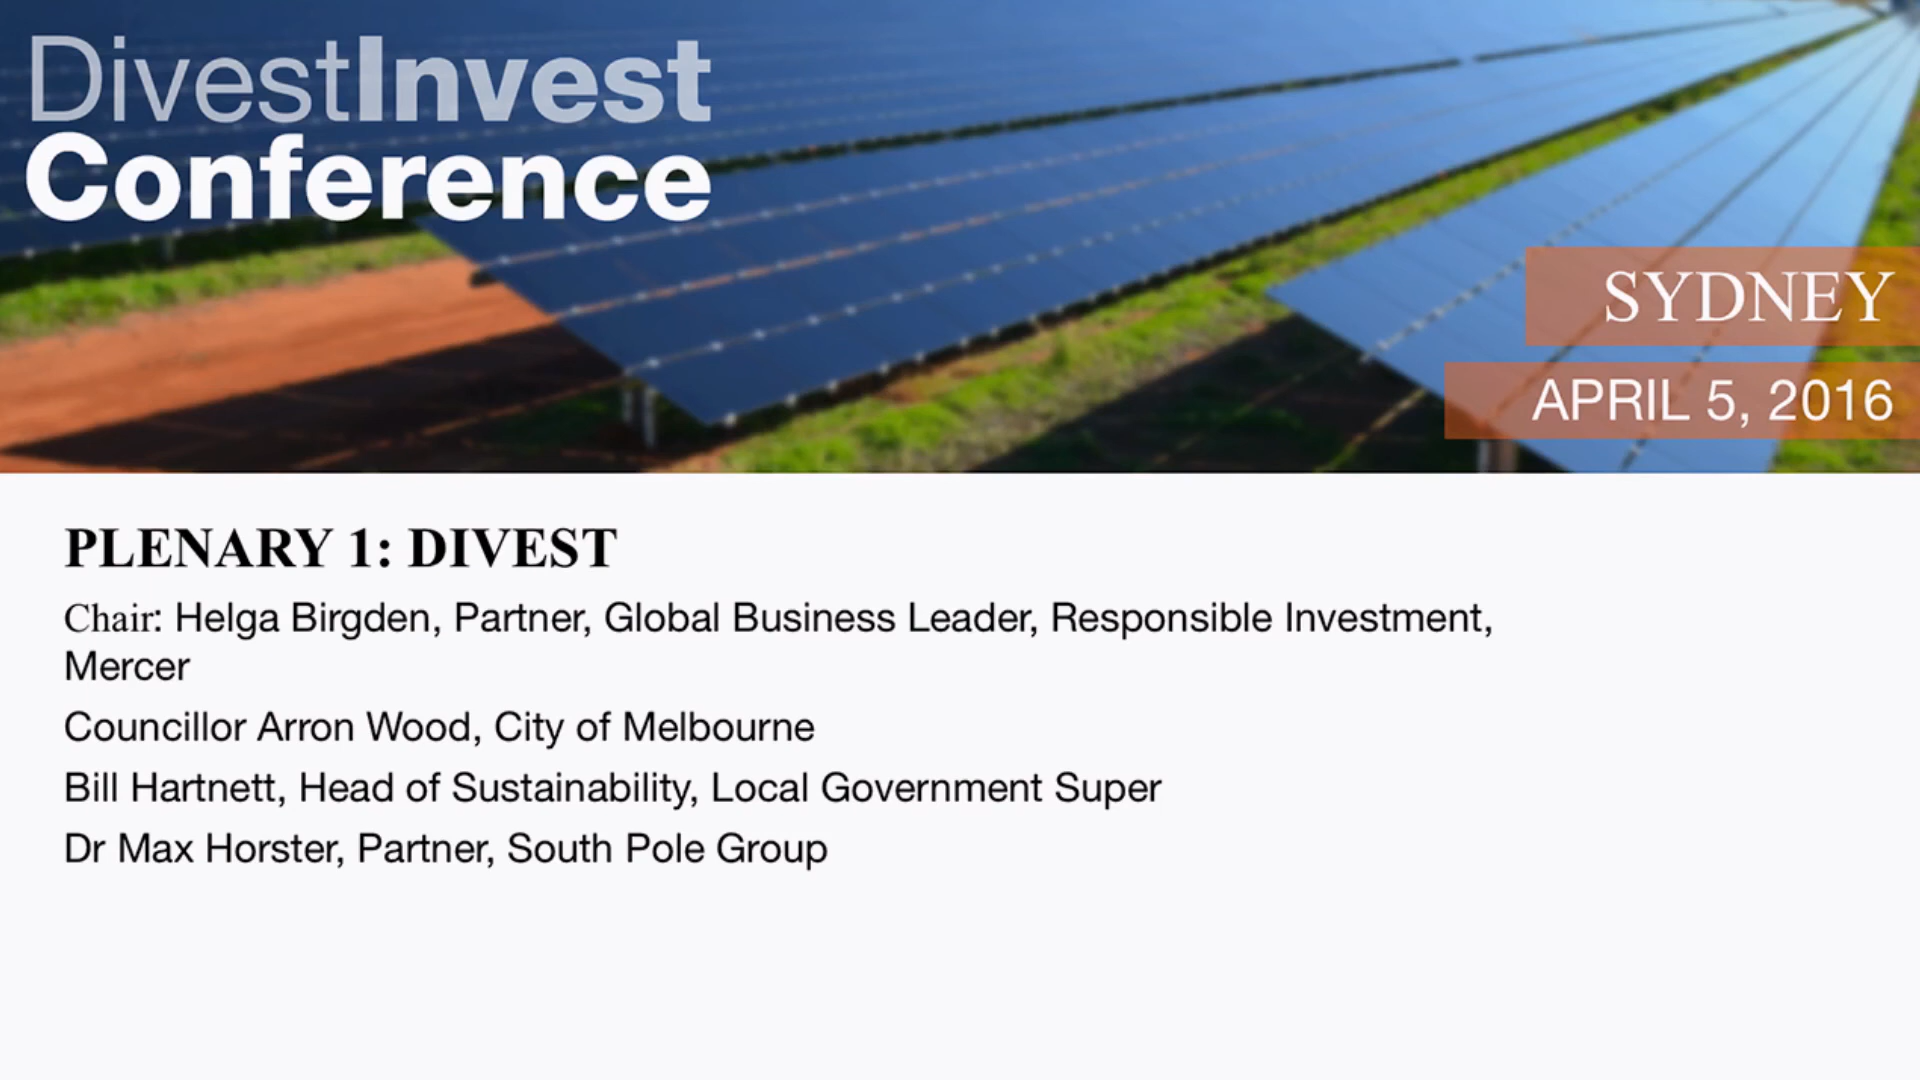 DivestInvest
Conference
SYDNEY
APRIL 5, 2016
PLENARY 1: DIVEST
Chair: Helga Birgden, Partner, Global Business Leader, Responsible Investment,
Mercer
Councillor Arron Wood, City of Melbourne
Bill Hartnett, Head of Sustainability, Local Government Super
Dr Max Horster, Partner, South Pole Group